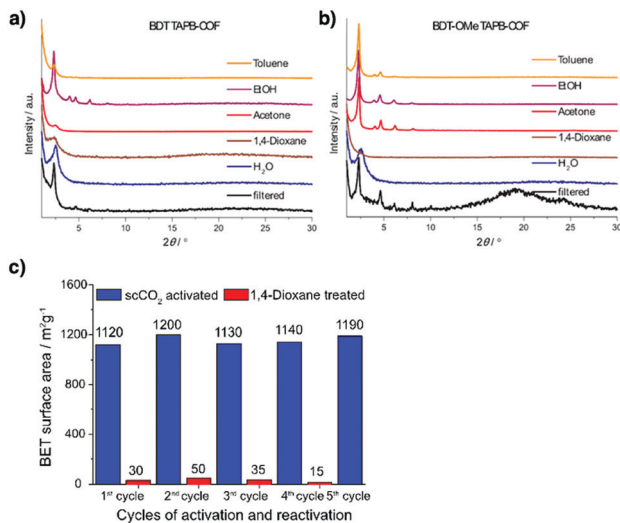 a)
BDT TAPB-COF
Toluene
EtOH
Acetone
1,4-Dioxane
H₂O
filtered
Intensity / a.u.
5 10 15 20 25 30
2θ / °
b)
BDT-OMe TAPB-COF
Toluene
EtOH
Acetone
1,4-Dioxane
H₂O
filtered
Intensity / a.u.
5 10 15 20 25 30
2θ / °
c)
scCO₂ activated 1,4-Dioxane treated
BET surface area / m²g⁻¹
1600
1200
800
400
0
1120 1200 1130 1140 1190
30 50 35 15
1ˢᵗ cycle 2ⁿᵈ cycle 3ʳᵈ cycle 4ᵗʰ cycle 5ᵗʰ cycle
Cycles of activation and reactivation